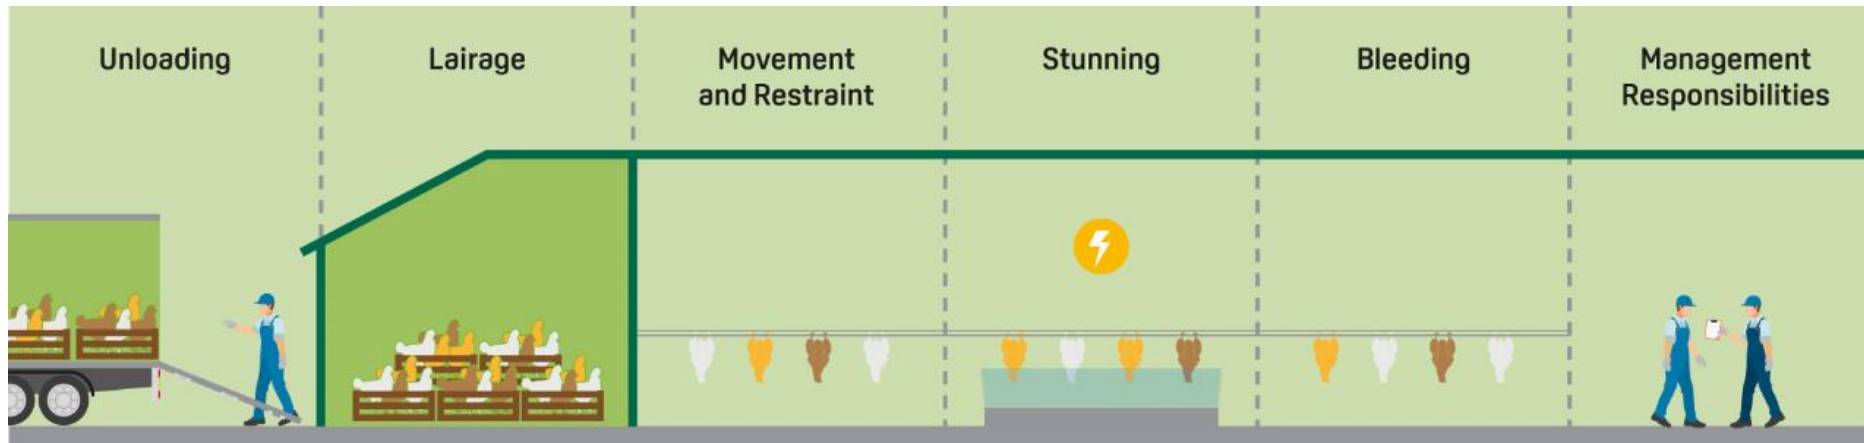 Unloading
Lairage
Movement
and Restraint
Stunning
Bleeding
Management
Responsibilities